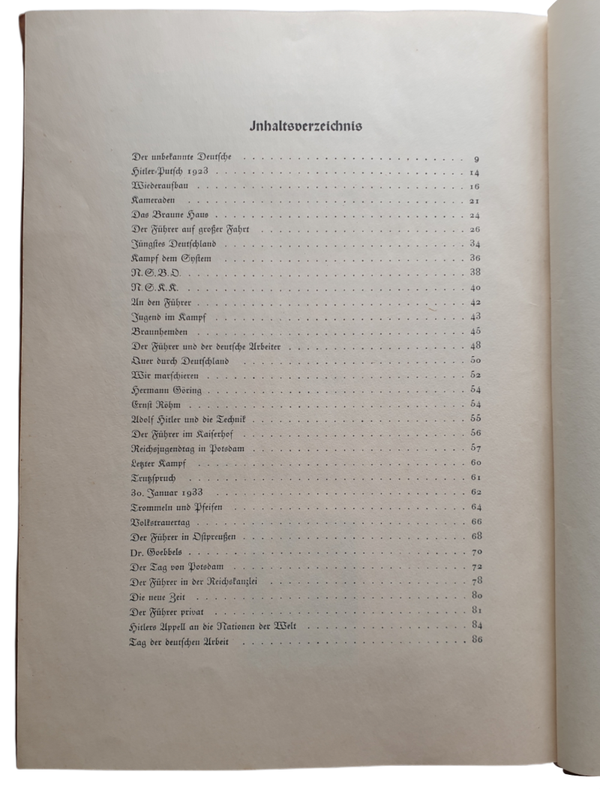 Inhaltsverzeichnis
Der unbekannte Deutsche . . . . . . . . . . . . . . . . . . . . 9
Hitler-Putsch 1923 . . . . . . . . . . . . . . . . . . . . 14
Wiederaufbau . . . . . . . . . . . . . . . . . . . . 16
Kameraden . . . . . . . . . . . . . . . . . . . . 21
Das Braune Haus . . . . . . . . . . . . . . . . . . . . 24
Der Führer auf großer Fahrt . . . . . . . . . . . . . . . . . . . . 26
Jüngstes Deutschland . . . . . . . . . . . . . . . . . . . . 34
Kampf dem System . . . . . . . . . . . . . . . . . . . . 36
N.S.B.O. . . . . . . . . . . . . . . . . . . . . 38
N.S.K.K. . . . . . . . . . . . . . . . . . . . . 40
An den Führer . . . . . . . . . . . . . . . . . . . . 42
Jugend im Kampf . . . . . . . . . . . . . . . . . . . . 43
Braunhemden . . . . . . . . . . . . . . . . . . . . 45
Der Führer und der deutsche Arbeiter . . . . . . . . . . . . . . . . 48
Quer durch Deutschland . . . . . . . . . . . . . . . . . . . . 50
Wir marschieren . . . . . . . . . . . . . . . . . . . . 52
Hermann Göring . . . . . . . . . . . . . . . . . . . . 54
Ernst Röhm . . . . . . . . . . . . . . . . . . . . 54
Adolf Hitler und die Technik . . . . . . . . . . . . . . . . . . . . 55
Der Führer im Kaiserhof . . . . . . . . . . . . . . . . . . . . 56
Reichsjugendtag in Potsdam . . . . . . . . . . . . . . . . . . . . 57
Letzter Kampf . . . . . . . . . . . . . . . . . . . . 60
Trutzspruch . . . . . . . . . . . . . . . . . . . . 61
30. Januar 1933 . . . . . . . . . . . . . . . . . . . . 62
Trommeln und Pfeifen . . . . . . . . . . . . . . . . . . . . 64
Volkstrauertag . . . . . . . . . . . . . . . . . . . . 66
Der Führer in Ostpreußen . . . . . . . . . . . . . . . . . . . . 68
Dr. Goebbels . . . . . . . . . . . . . . . . . . . . 70
Der Tag von Potsdam . . . . . . . . . . . . . . . . . . . . 72
Der Führer in der Reichskanzlei . . . . . . . . . . . . . . . . . . 78
Die neue Zeit . . . . . . . . . . . . . . . . . . . . 80
Der Führer privat . . . . . . . . . . . . . . . . . . . . 81
Hitlers Appell an die Nationen der Welt . . . . . . . . . . . . . . 84
Tag der deutschen Arbeit . . . . . . . . . . . . . . . . . . . . 86